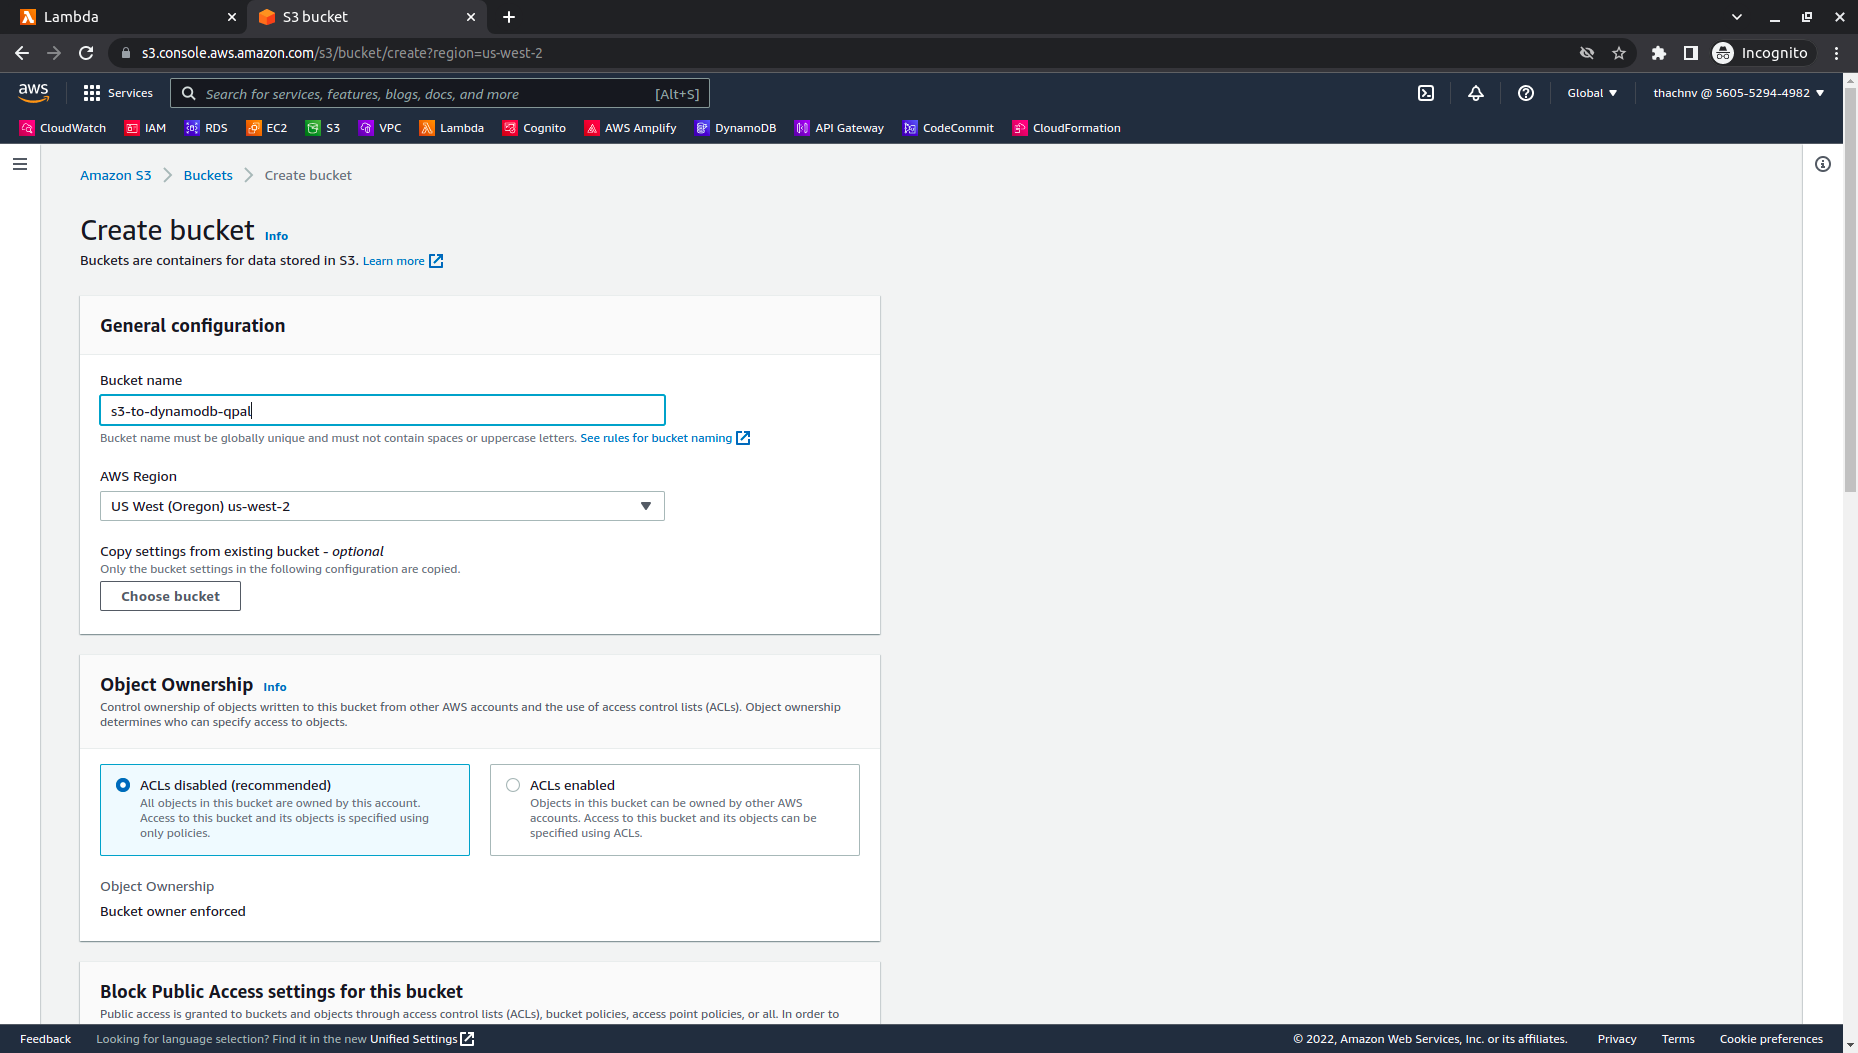 Lambda
S3 bucket
s3.console.aws.amazon.com/s3/bucket/create?region=us-west-2
Incognito
aws
Services
Search for services, features, blogs, docs, and more [Alt+S]
Global
thachnv @ 5605-5294-4982
CloudWatch IAM RDS EC2 S3 VPC Lambda Cognito AWS Amplify DynamoDB API Gateway CodeCommit CloudFormation
Amazon S3 Buckets Create bucket
Create bucket Info
Buckets are containers for data stored in S3. Learn more
General configuration
Bucket name
s3-to-dynamodb-qpal
Bucket name must be globally unique and must not contain spaces or uppercase letters. See rules for bucket naming
AWS Region
US West (Oregon) us-west-2
Copy settings from existing bucket - optional
Only the bucket settings in the following configuration are copied.
Choose bucket
Object Ownership Info
Control ownership of objects written to this bucket from other AWS accounts and the use of access control lists (ACLs). Object ownership
determines who can specify access to objects.
ACLs disabled (recommended)
All objects in this bucket are owned by this account.
Access to this bucket and its objects is specified using
only policies.
ACLs enabled
Objects in this bucket can be owned by other AWS
accounts. Access to this bucket and its objects can be
specified using ACLs.
Object Ownership
Bucket owner enforced
Block Public Access settings for this bucket
Public access is granted to buckets and objects through access control lists (ACLs), bucket policies, access point policies, or all. In order to
Feedback Looking for language selection? Find it in the new Unified Settings
© 2022, Amazon Web Services, Inc. or its affiliates. Privacy Terms Cookie preferences